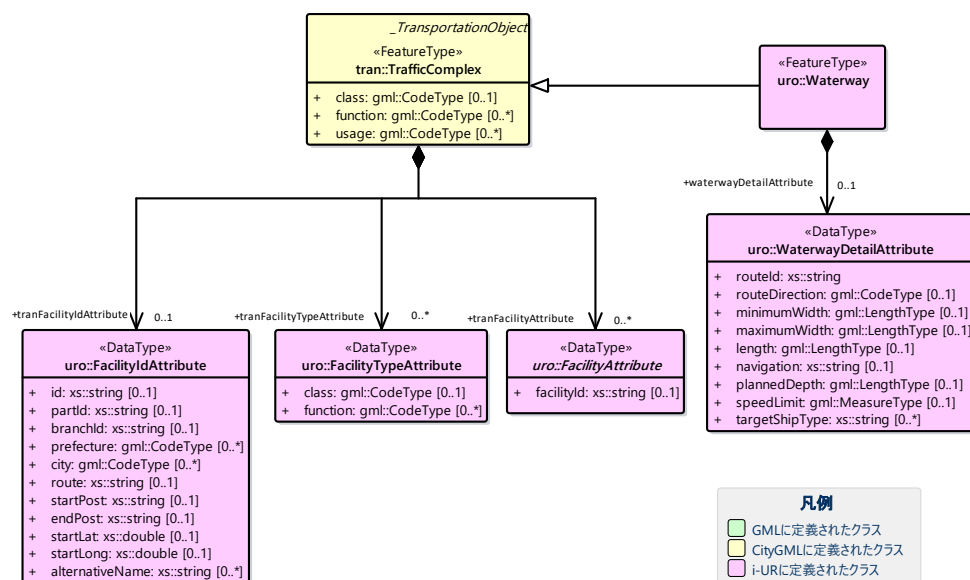 _TransportationObject
«FeatureType»
tran::TrafficComplex
+ class: gml::CodeType [0..1]
+ function: gml::CodeType [0..*]
+ usage: gml::CodeType [0..*]
«FeatureType»
uro::Waterway
+waterwayDetailAttribute
0..1
«DataType»
uro::WaterwayDetailAttribute
+ routeId: xs::string
+ routeDirection: gml::CodeType [0..1]
+ minimumWidth: gml::LengthType [0..1]
+ maximumWidth: gml::LengthType [0..1]
+ length: gml::LengthType [0..1]
+ navigation: xs::string [0..1]
+ plannedDepth: gml::LengthType [0..1]
+ speedLimit: gml::MeasureType [0..1]
+ targetShipType: xs::string [0..*]
+tranFacilityIdAttribute
0..1
«DataType»
uro::FacilityIdAttribute
+ id: xs::string [0..1]
+ partId: xs::string [0..1]
+ branchId: xs::string [0..1]
+ prefecture: gml::CodeType [0..*]
+ city: gml::CodeType [0..*]
+ route: xs::string [0..1]
+ startPost: xs::string [0..1]
+ endPost: xs::string [0..1]
+ startLat: xs::double [0..1]
+ startLong: xs::double [0..1]
+ alternativeName: xs::string [0..*]
+tranFacilityTypeAttribute
0..*
«DataType»
uro::FacilityTypeAttribute
+ class: gml::CodeType [0..1]
+ function: gml::CodeType [0..*]
+tranFacilityAttribute
0..*
«DataType»
uro::FacilityAttribute
+ facilityId: xs::string [0..1]
凡例
GMLに定義されたクラス
CityGMLに定義されたクラス
i-URに定義されたクラス